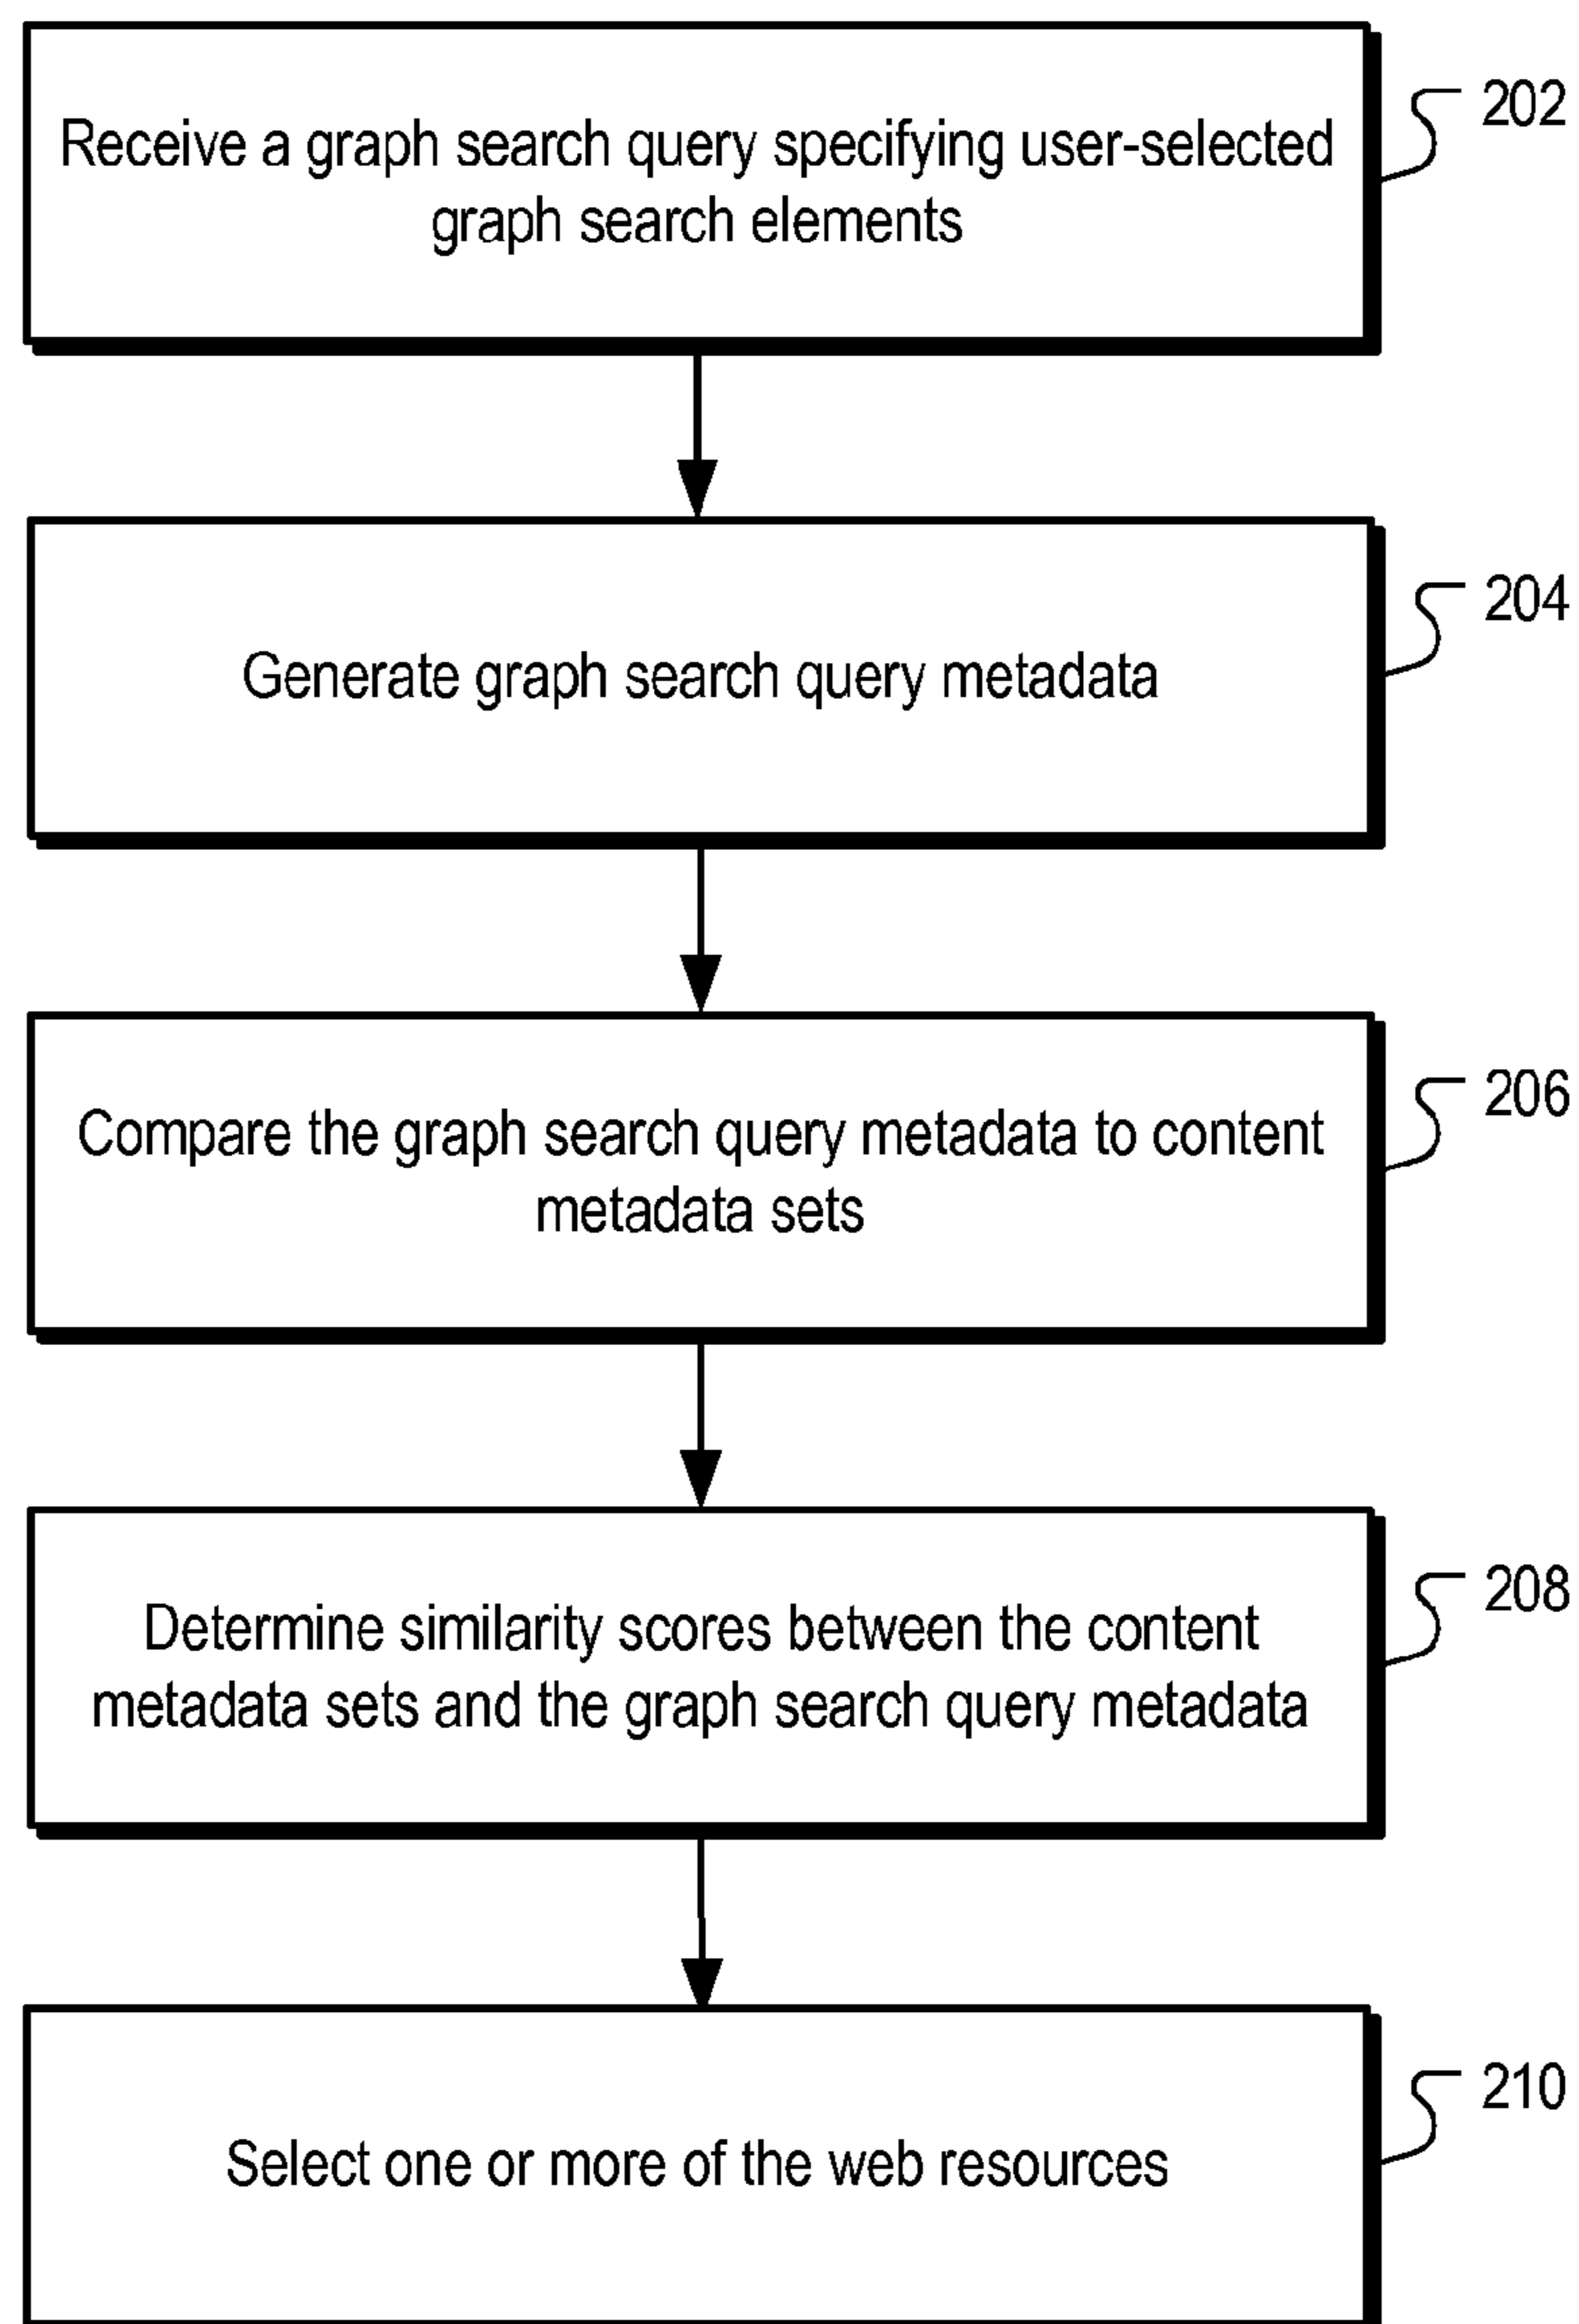 Receive a graph search query specifying user-selected
graph search elements
202
Generate graph search query metadata
204
Compare the graph search query metadata to content
metadata sets
206
Determine similarity scores between the content
metadata sets and the graph search query metadata
208
Select one or more of the web resources
210